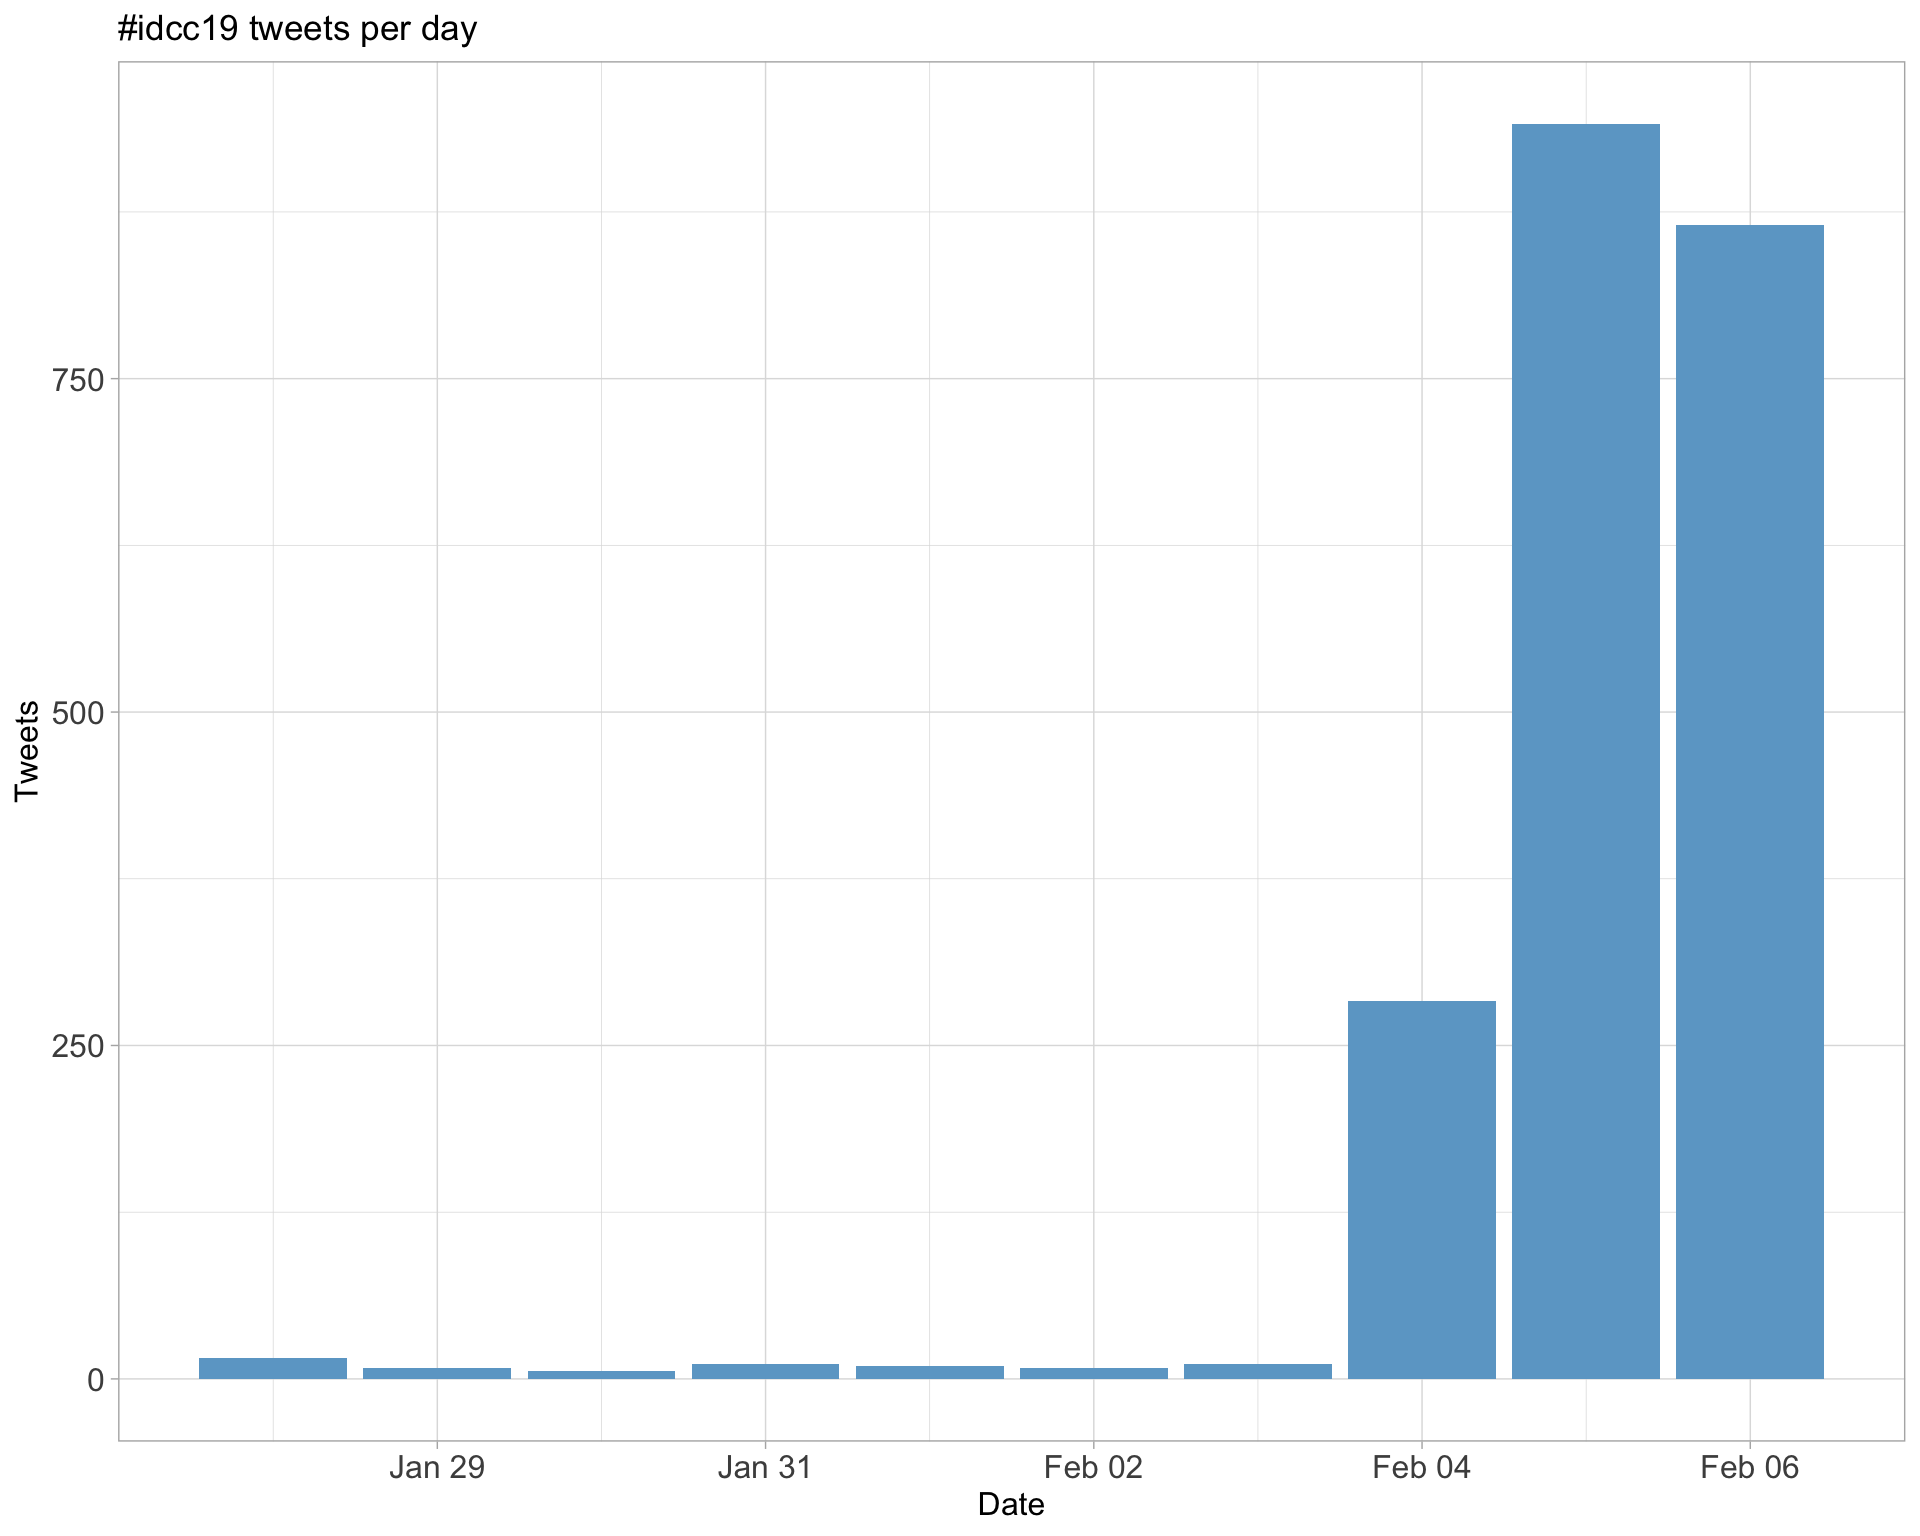 #idcc19 tweets per day
Tweets
750
500
250
0
Jan 29
Jan 31
Feb 02
Feb 04
Feb 06
Date